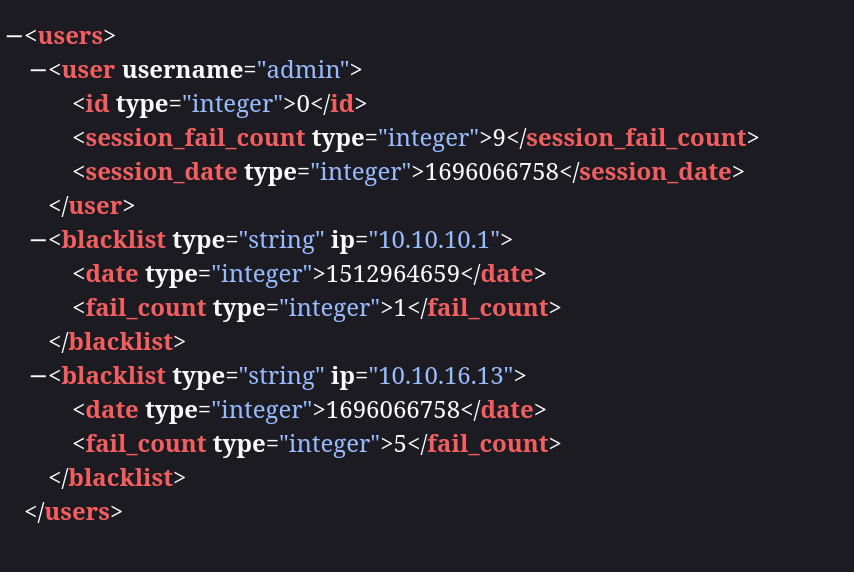 −<users>
−<user username="admin">
<id type="integer">0</id>
<session_fail_count type="integer">9</session_fail_count>
<session_date type="integer">1696066758</session_date>
</user>
−<blacklist type="string" ip="10.10.10.1">
<date type="integer">1512964659</date>
<fail_count type="integer">1</fail_count>
</blacklist>
−<blacklist type="string" ip="10.10.16.13">
<date type="integer">1696066758</date>
<fail_count type="integer">5</fail_count>
</blacklist>
</users>